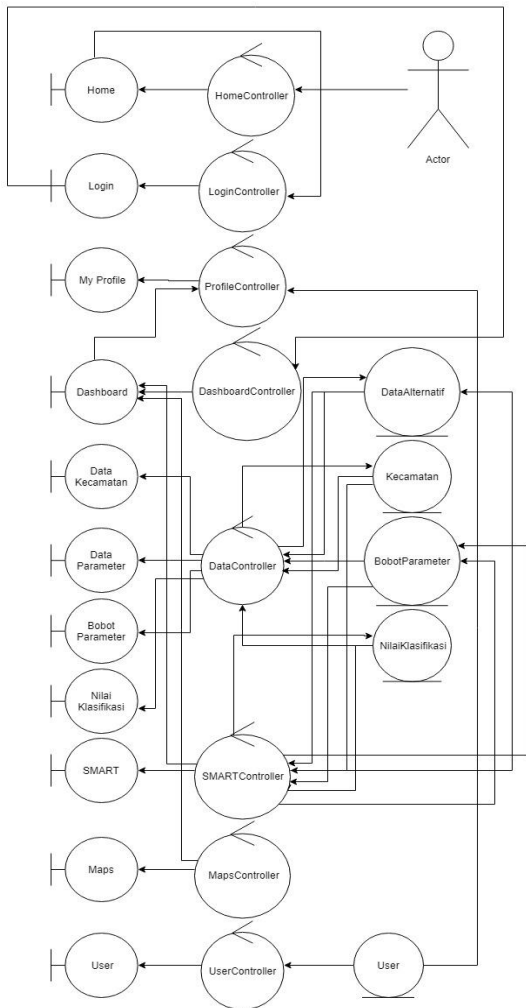 Home
HomeController
Actor
Login
LoginController
My Profile
ProfileController
Dashboard
DashboardController
DataAlternatif
Data
Kecamatan
Kecamatan
Data
Parameter
DataController
BobotParameter
Bobot
Parameter
NilaiKlasifikasi
Nilai
Klasifikasi
SMART
SMARTController
Maps
MapsController
User
UserController
User